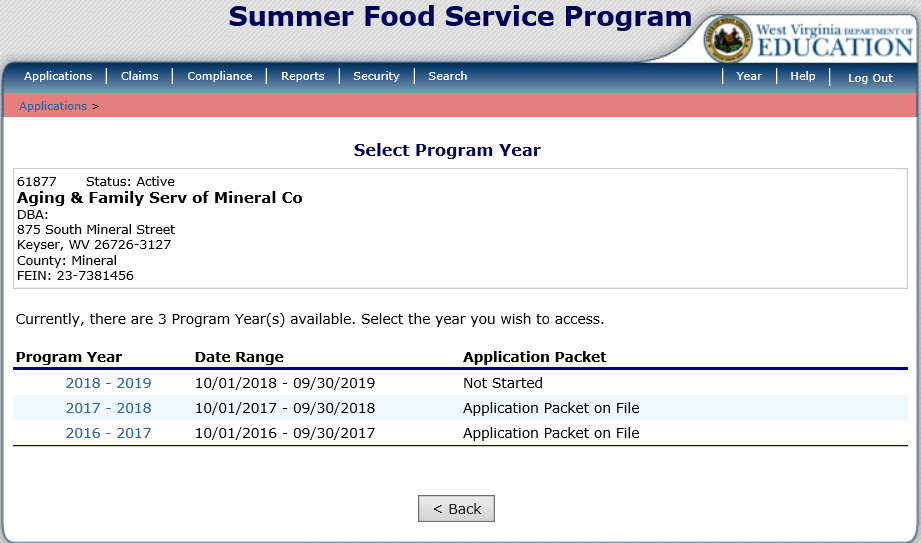 Summer Food Service Program
West Virginia DEPARTMENT OF
EDUCATION
Applications | Claims | Compliance | Reports | Security | Search | Year | Help | Log Out
Applications >
Select Program Year
61877 Status: Active
Aging & Family Serv of Mineral Co
DBA:
875 South Mineral Street
Keyser, WV 26726-3127
County: Mineral
FEIN: 23-7381456
Currently, there are 3 Program Year(s) available. Select the year you wish to access.
Program Year Date Range Application Packet
2018 - 2019 10/01/2018 - 09/30/2019 Not Started
2017 - 2018 10/01/2017 - 09/30/2018 Application Packet on File
2016 - 2017 10/01/2016 - 09/30/2017 Application Packet on File
< Back